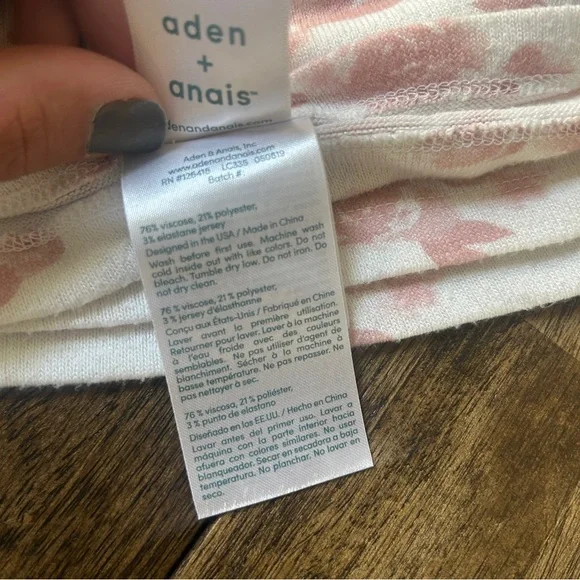 aden
+
anais™
adenandanais.com
Aden & Anais, Inc
www.adenandanais.com
RN #126418 LC335 060819
Batch #:
76% viscose, 21% polyester,
3% elastane jersey
Designed in the USA / Made in China
Wash before first use. Machine wash
cold inside out with like colors. Do not
bleach. Tumble dry low. Do not iron. Do
not dry clean.
76 % viscose, 21 % polyester,
3 % jersey d'élasthanne
Conçu aux États-Unis / Fabriqué en Chine
Laver avant la première utilisation.
Retourner pour laver. Laver à la machine
à l'eau froide avec des couleurs
semblables. Ne pas utiliser d'agent de
blanchiment. Sécher à la machine à
basse température. Ne pas repasser. Ne
pas nettoyer à sec.
76 % viscosa, 21 % poliéster,
3 % punto de elastano
Diseñado en los EE.UU. / Hecho en China
Lavar antes del primer uso. Lavar a
máquina con la parte interior hacia
afuera con colores similares. No usar
blanqueador. Secar en secadora a baja
temperatura. No planchar. No lavar en
seco.